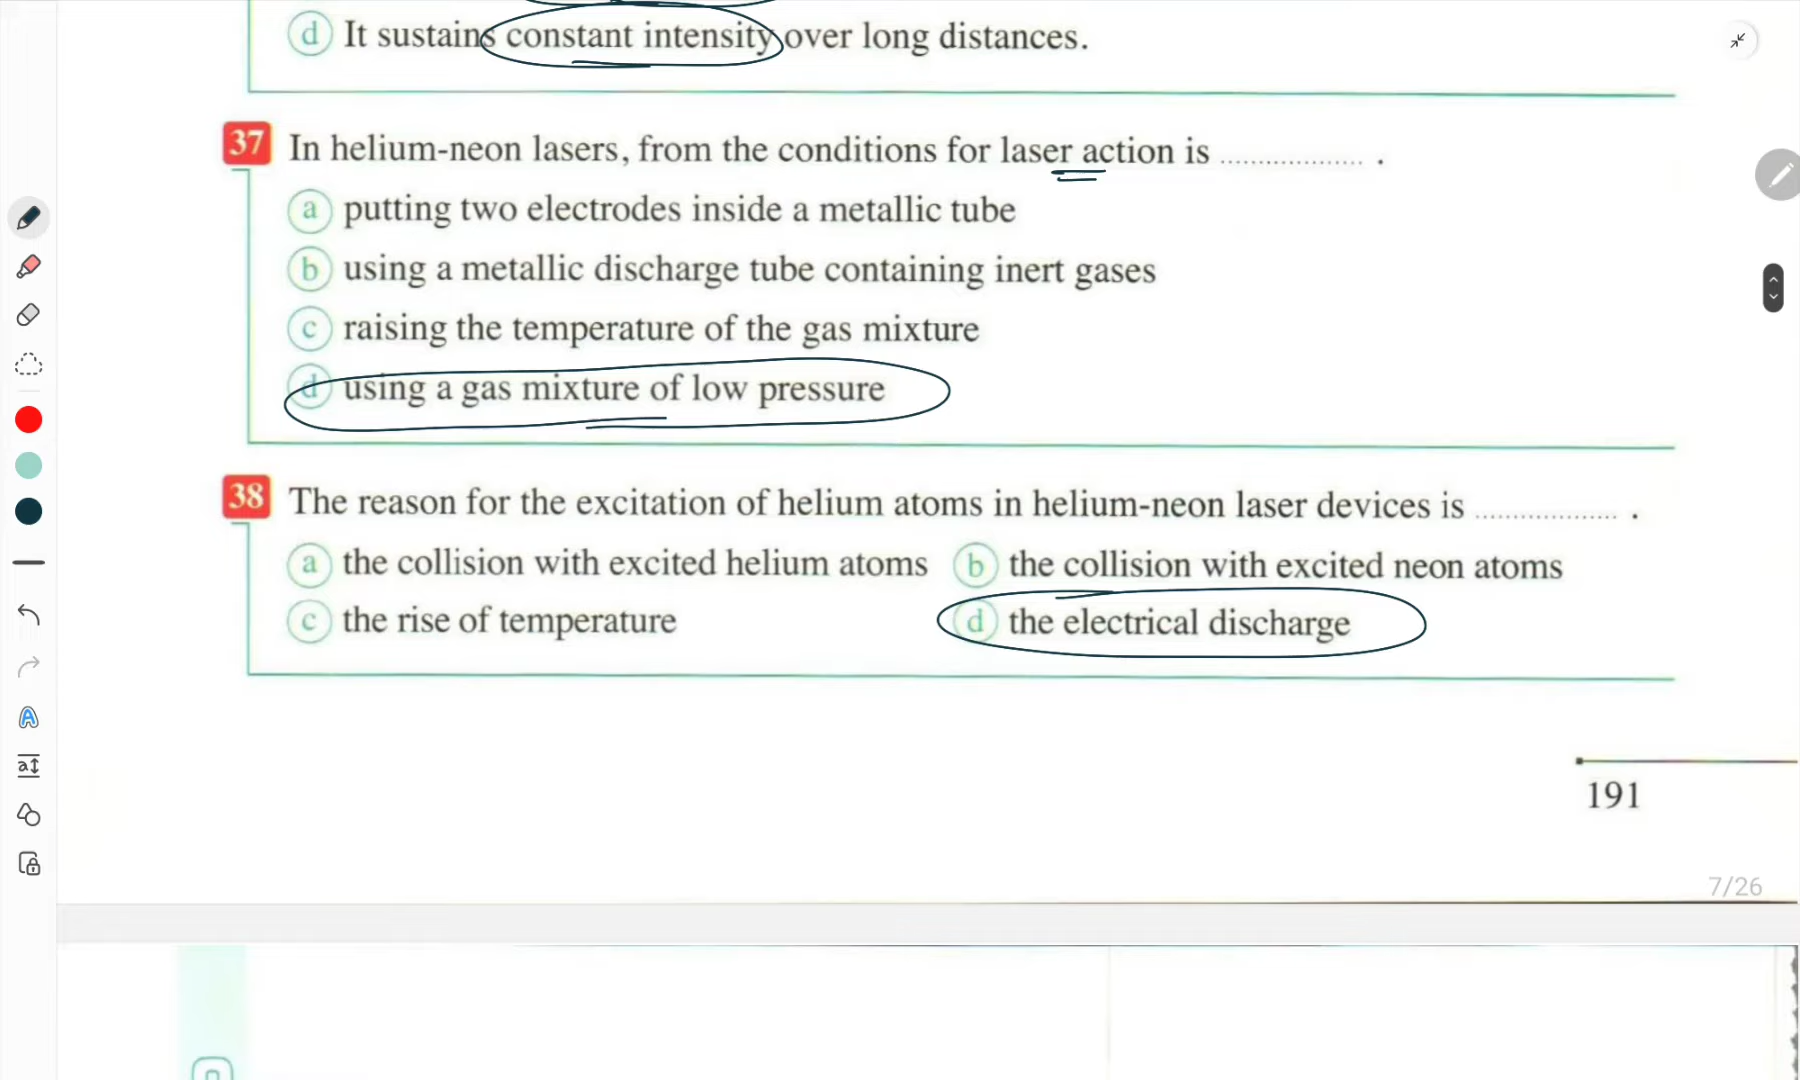 d It sustains constant intensity over long distances.
37 In helium-neon lasers, from the conditions for laser action is ................... .
a putting two electrodes inside a metallic tube
b using a metallic discharge tube containing inert gases
c raising the temperature of the gas mixture
d using a gas mixture of low pressure
38 The reason for the excitation of helium atoms in helium-neon laser devices is ................... .
a the collision with excited helium atoms b the collision with excited neon atoms
c the rise of temperature d the electrical discharge
191
7/26